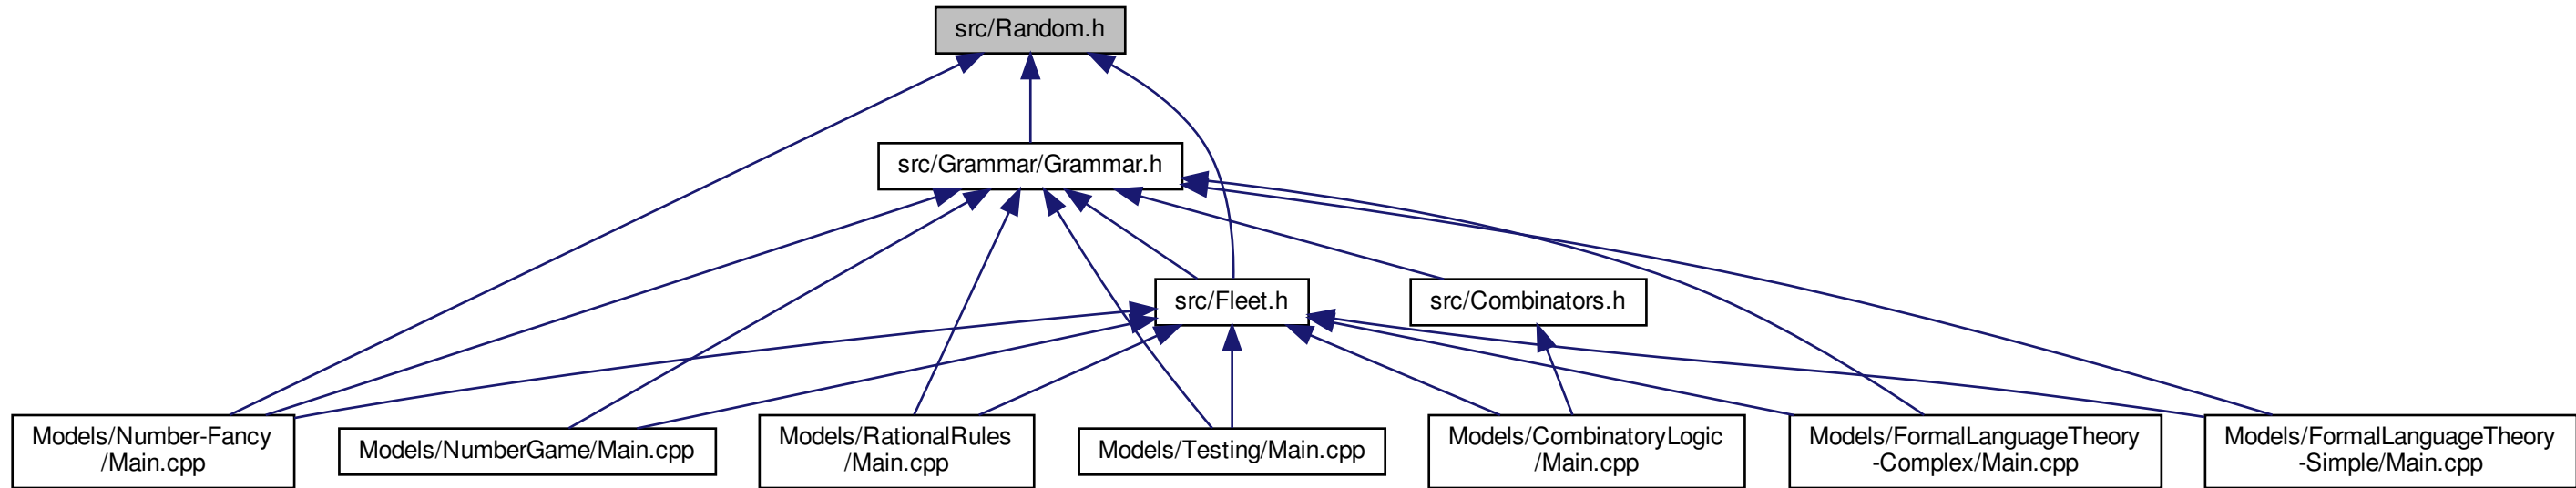 src/Random.h
src/Grammar/Grammar.h
src/Fleet.h
src/Combinators.h
Models/Number-Fancy
/Main.cpp
Models/NumberGame/Main.cpp
Models/RationalRules
/Main.cpp
Models/Testing/Main.cpp
Models/CombinatoryLogic
/Main.cpp
Models/FormalLanguageTheory
-Complex/Main.cpp
Models/FormalLanguageTheory
-Simple/Main.cpp